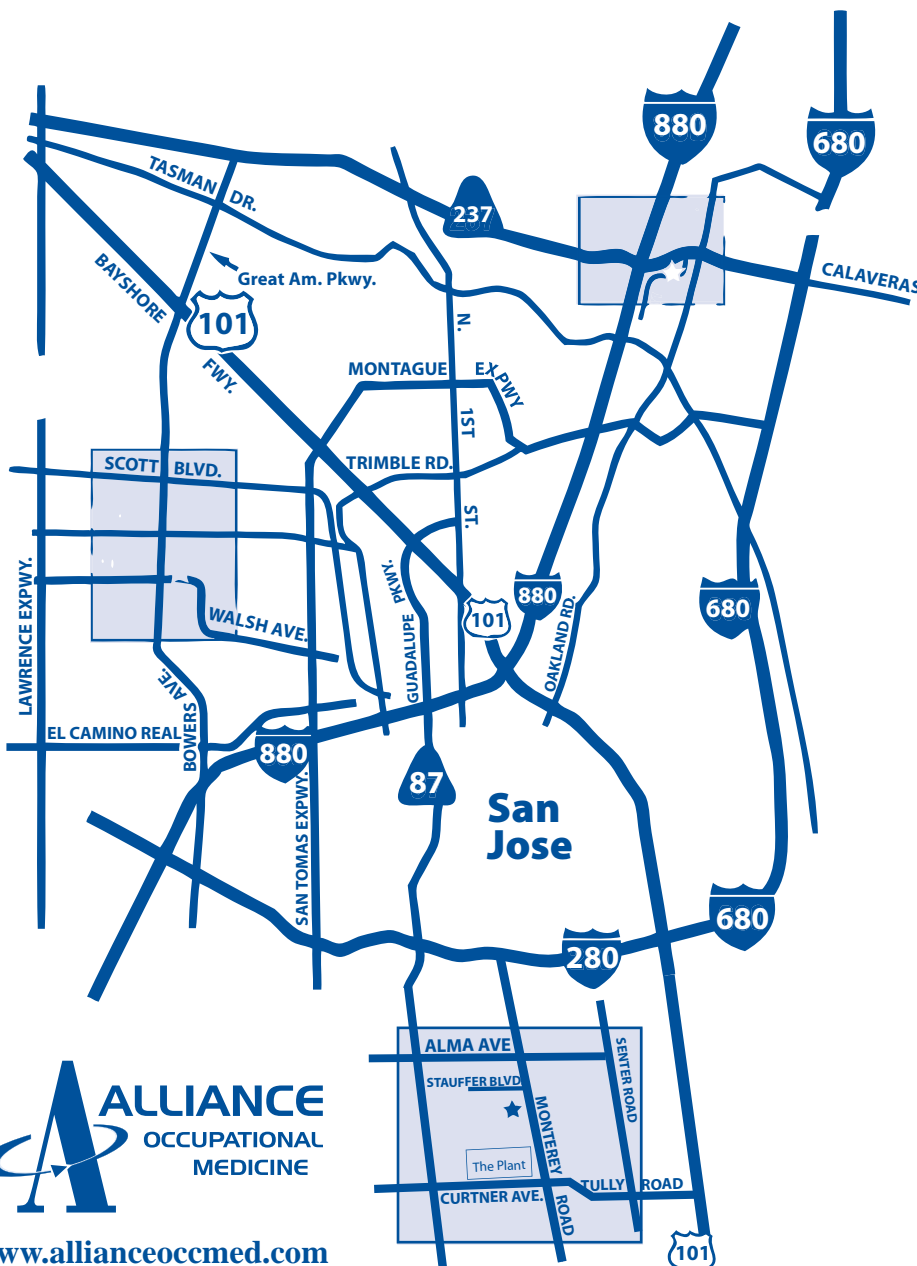 880
680
TASMAN DR.
237
BAYSHORE
Great Am. Pkwy.
CALAVERAS
101
N.
FWY.
MONTAGUE EXPWY
1ST
SCOTT BLVD.
TRIMBLE RD.
ST.
LAWRENCE EXPWY.
GUADALUPE PKWY.
880
680
101
WALSH AVE.
OAKLAND RD.
AVE.
BOWERS
EL CAMINO REAL
880
87
SAN TOMAS EXPWY.
San
Jose
680
280
ALMA AVE
SENTER ROAD
STAUFFER BLVD
MONTEREY
ROAD
The Plant
TULLY ROAD
CURTNER AVE.
101
ALLIANCE
OCCUPATIONAL
MEDICINE
ww.allianceoccmed.com